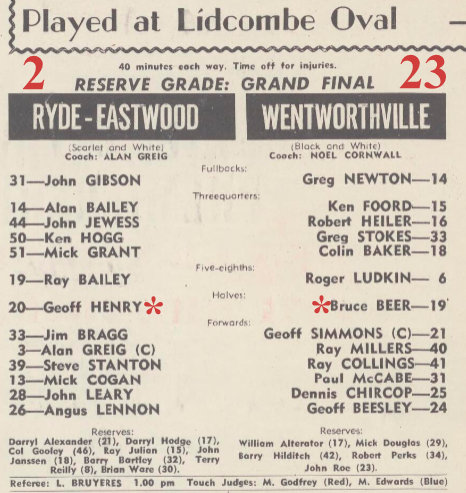 Played at Lidcombe Oval
40 minutes each way. Time off for injuries.
2 RESERVE GRADE: GRAND FINAL 23
RYDE-EASTWOOD WENTWORTHVILLE
(Scarlet and White) (Black and White)
Coach: ALAN GREIG Coach: NOEL CORNWALL
Fullbacks:
31—John GIBSON Greg NEWTON—14
Threequarters:
14—Alan BAILEY Ken FOORD—15
44—John JEWESS Robert HEILER—16
50—Ken HOGG Greg STOKES—33
51—Mick GRANT Colin BAKER—18
Five-eighths:
19—Ray BAILEY Roger LUDKIN— 6
Halves:
20—Geoff HENRY * *Bruce BEER—19
Forwards:
33—Jim BRAGG Geoff SIMMONS (C)—21
3—Alan GREIG (C) Ray MILLERS—40
39—Steve STANTON Ray COLLINGS—41
13—Mick COGAN Paul McCABE—31
28—John LEARY Dennis CHIRCOP—25
26—Angus LENNON Geoff BEESLEY—24
Reserves: Reserves:
Darryl Alexander (21), Darryl Hodge (17), William Alterator (17), Mick Douglas (29),
Col Gooley (46), Ray Julian (15), John Barry Hilditch (42), Robert Perks (34),
Janssen (18), Barry Bartley (32), Terry John Roe (23).
Reilly (8), Brian Ware (30).
Referee: L. BRUYERES 1.00 pm Touch Judges: M. Godfrey (Red), M. Edwards (Blue)